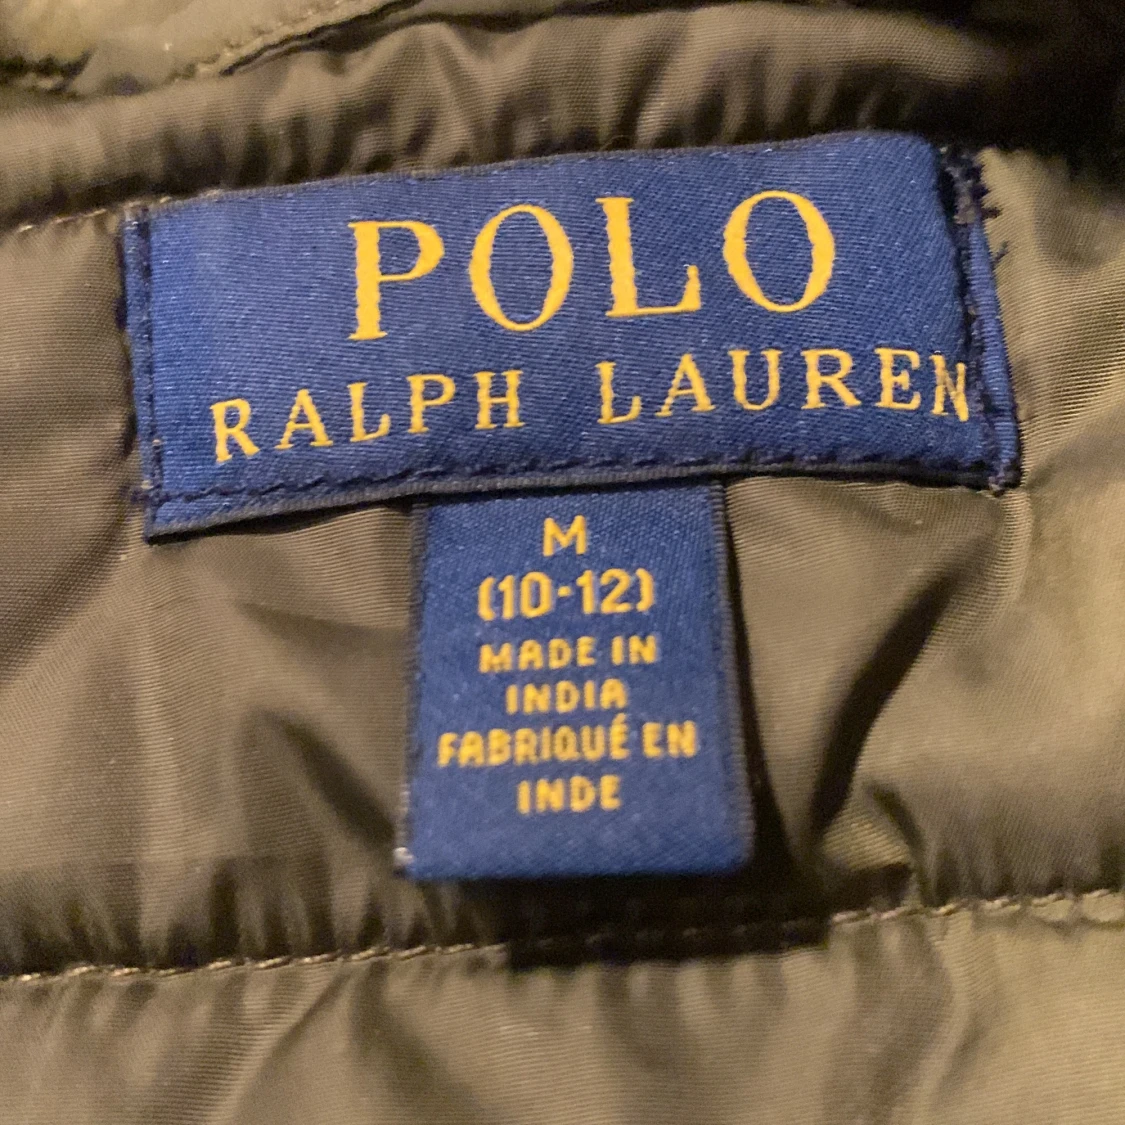 POLO
RALPH LAUREN
M
(10-12)
MADE IN
INDIA
FABRIQUÉ EN
INDE